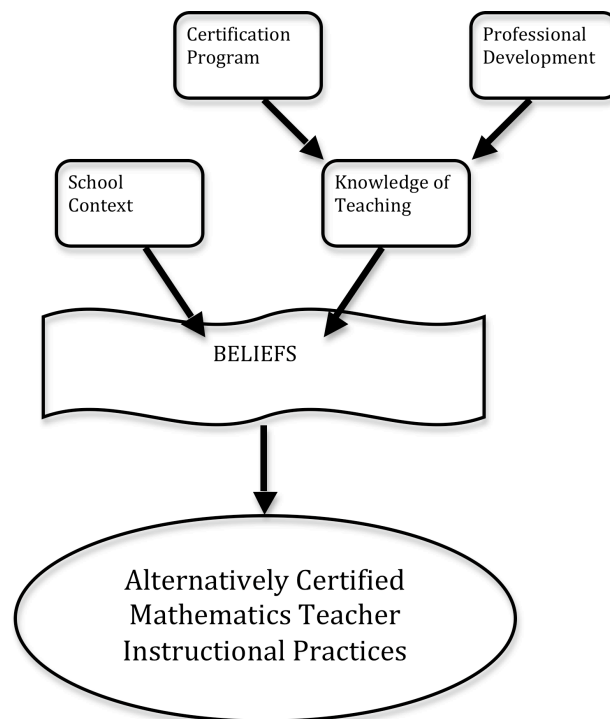 Certification
Program
Professional
Development
School
Context
Knowledge of
Teaching
BELIEFS
Alternatively Certified
Mathematics Teacher
Instructional Practices